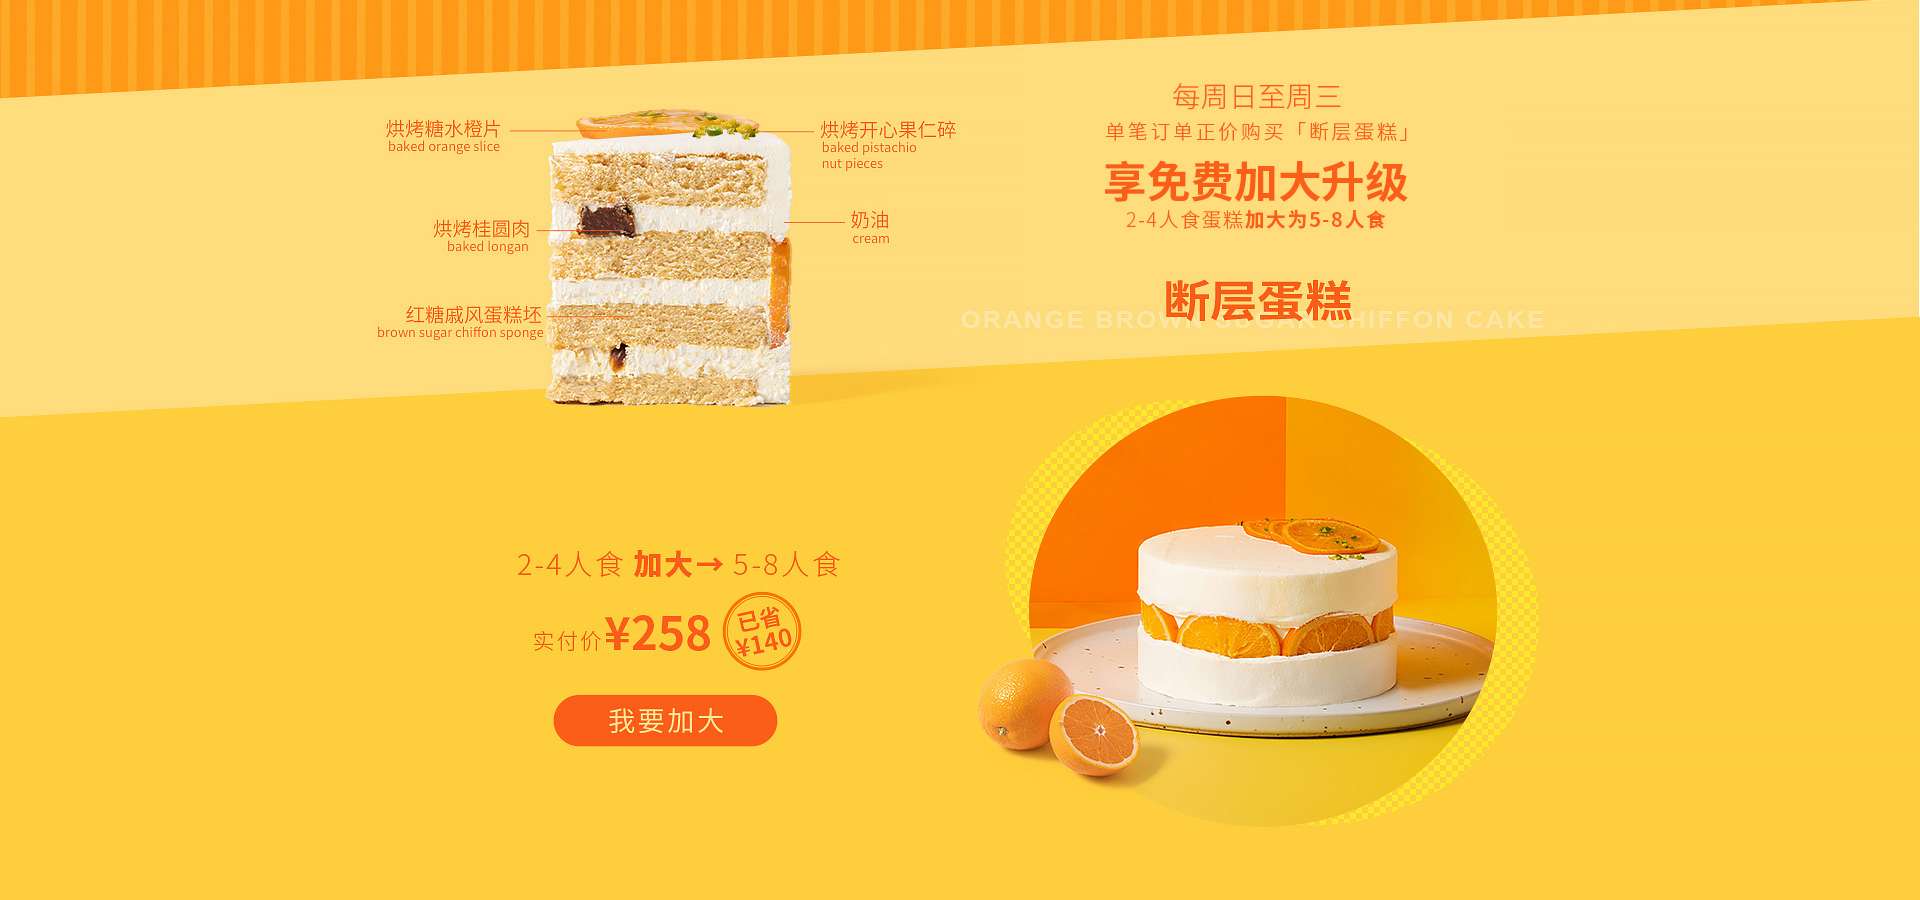 烘烤糖水橙片
baked orange slice
烘烤开心果仁碎
baked pistachio
nut pieces
烘烤桂圆肉
baked longan
奶油
cream
红糖戚风蛋糕坯
brown sugar chiffon sponge
每周日至周三
单笔订单正价购买「断层蛋糕」
享免费加大升级
2-4人食蛋糕加大为5-8人食
断层蛋糕
ORANGE BROWN SUGAR CHIFFON CAKE
2-4人食 加大→ 5-8人食
实付价¥258
已省
¥140
我要加大